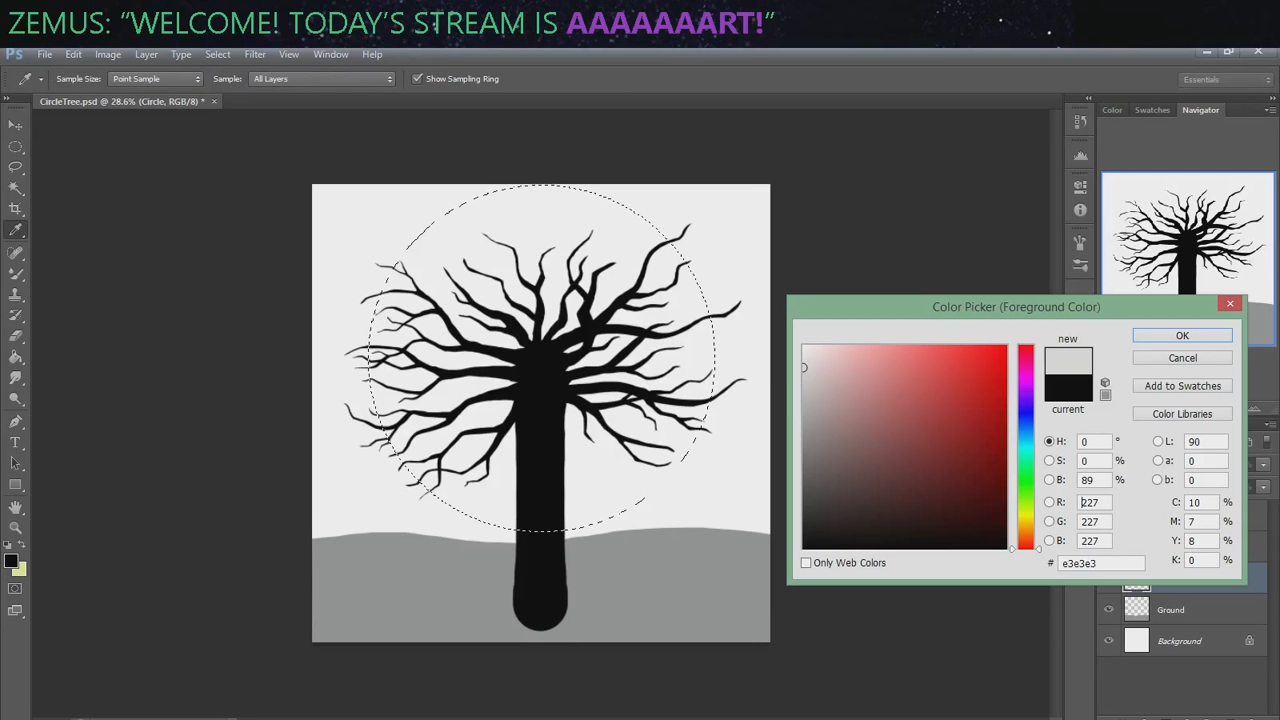 ZEMUS: “WELCOME! TODAY’S STREAM IS AAAAAAART!“
Ps File Edit Image Layer Type Select Filter View Window Help
Sample Size: Point Sample Sample: All Layers Show Sampling Ring Essentials
CircleTree.psd @ 28.6% (Circle, RGB/8) * ×
Color Swatches Navigator
Color Picker (Foreground Color)
new
current
OK
Cancel
Add to Swatches
Color Libraries
H: 0 ° L: 90
S: 0 % a: 0
B: 89 % b: 0
R: 227 C: 10 %
G: 227 M: 7 %
B: 227 Y: 8 %
# e3e3e3 K: 0 %
Only Web Colors
Ground
Background
T